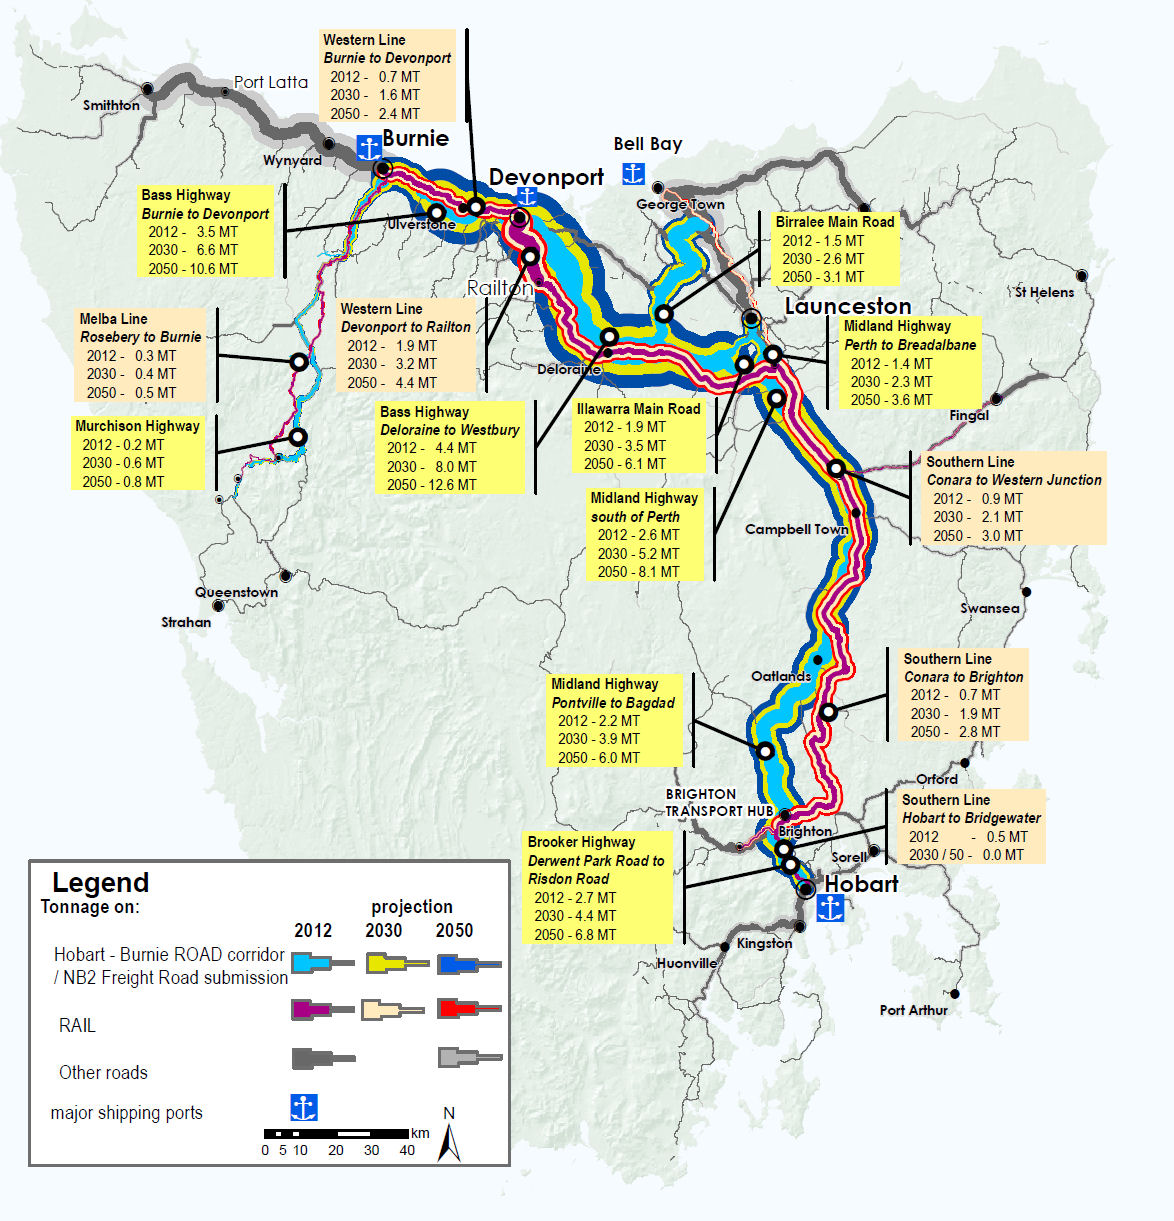 Western Line
Burnie to Devonport
2012 - 0.7 MT
2030 - 1.6 MT
2050 - 2.4 MT
Port Latta
Smithton
Wynyard
Burnie
Bell Bay
Devonport
George Town
Ulverstone
Bass Highway
Burnie to Devonport
2012 - 3.5 MT
2030 - 6.6 MT
2050 - 10.6 MT
Birralee Main Road
2012 - 1.5 MT
2030 - 2.6 MT
2050 - 3.1 MT
Railton
St Helens
Launceston
Melba Line
Rosebery to Burnie
2012 - 0.3 MT
2030 - 0.4 MT
2050 - 0.5 MT
Western Line
Devonport to Railton
2012 - 1.9 MT
2030 - 3.2 MT
2050 - 4.4 MT
Midland Highway
Perth to Breadalbane
2012 - 1.4 MT
2030 - 2.3 MT
2050 - 3.6 MT
Deloraine
Fingal
Murchison Highway
2012 - 0.2 MT
2030 - 0.6 MT
2050 - 0.8 MT
Bass Highway
Deloraine to Westbury
2012 - 4.4 MT
2030 - 8.0 MT
2050 - 12.6 MT
Illawarra Main Road
2012 - 1.9 MT
2030 - 3.5 MT
2050 - 6.1 MT
Southern Line
Conara to Western Junction
2012 - 0.9 MT
2030 - 2.1 MT
2050 - 3.0 MT
Midland Highway
south of Perth
2012 - 2.6 MT
2030 - 5.2 MT
2050 - 8.1 MT
Campbell Town
Queenstown
Strahan
Swansea
Oatlands
Southern Line
Conara to Brighton
2012 - 0.7 MT
2030 - 1.9 MT
2050 - 2.8 MT
Midland Highway
Pontville to Bagdad
2012 - 2.2 MT
2030 - 3.9 MT
2050 - 6.0 MT
Orford
BRIGHTON
TRANSPORT HUB
Brighton
Southern Line
Hobart to Bridgewater
2012 - 0.5 MT
2030 / 50 - 0.0 MT
Brooker Highway
Derwent Park Road to
Risdon Road
2012 - 2.7 MT
2030 - 4.4 MT
2050 - 6.8 MT
Sorell
Hobart
Kingston
Huonville
Port Arthur
Legend
Tonnage on:
projection
2012 2030 2050
Hobart - Burnie ROAD corridor
/ NB2 Freight Road submission
RAIL
Other roads
major shipping ports
N
km
0 5 10 20 30 40